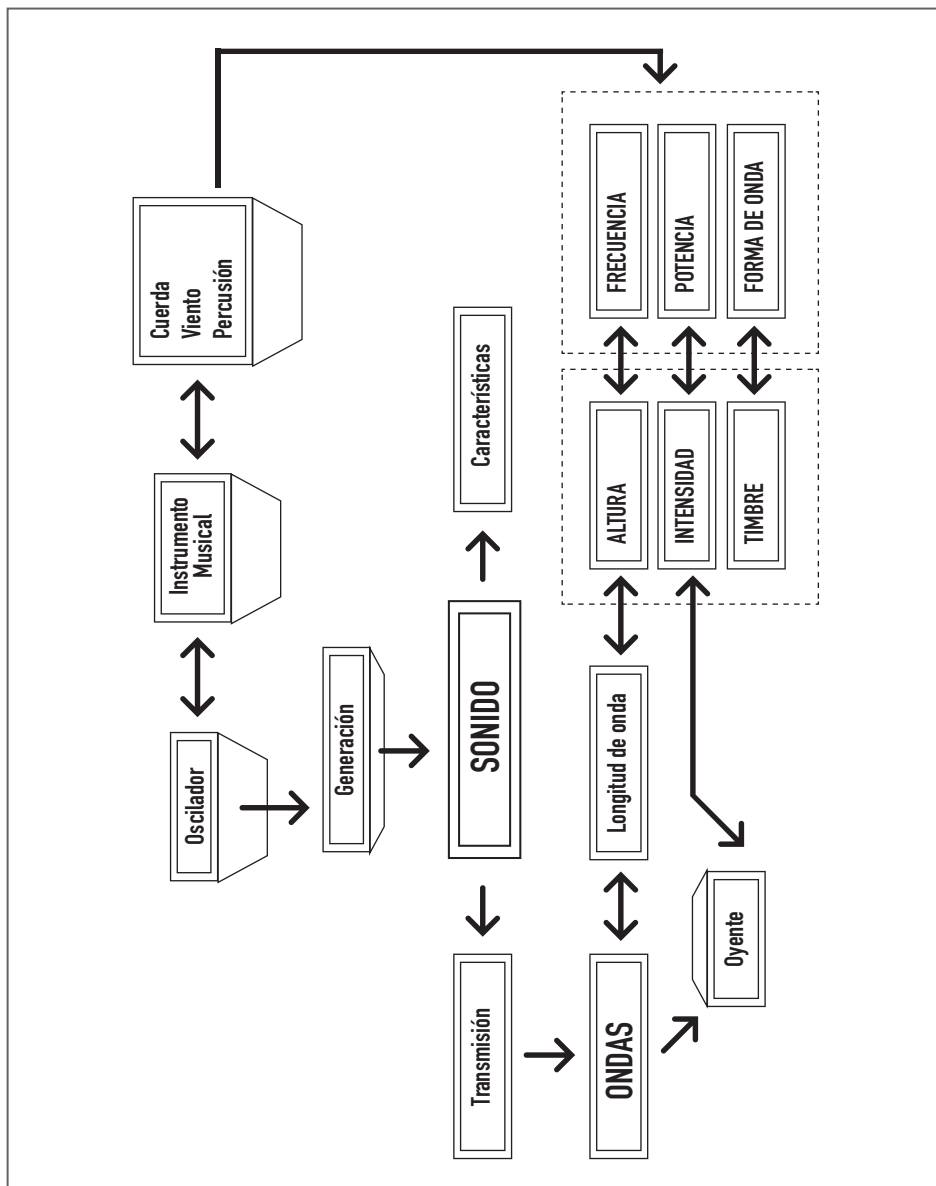 Cuerda
Viento
Percusión
Instrumento
Musical
Oscilador
Generación
SONIDO
Características
Transmisión
ONDAS
Longitud de onda
Oyente
ALTURA
INTENSIDAD
TIMBRE
FRECUENCIA
POTENCIA
FORMA DE ONDA